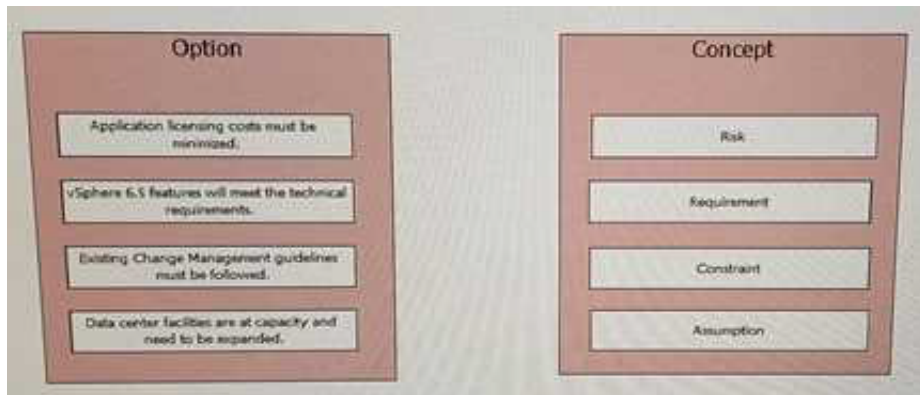 Option
Application licensing costs must be
minimized.
vSphere 6.5 features will meet the technical
requirements.
Existing Change Management guidelines
must be followed.
Data center facilities are at capacity and
need to be expanded.
Concept
Risk
Requirement
Constraint
Assumption